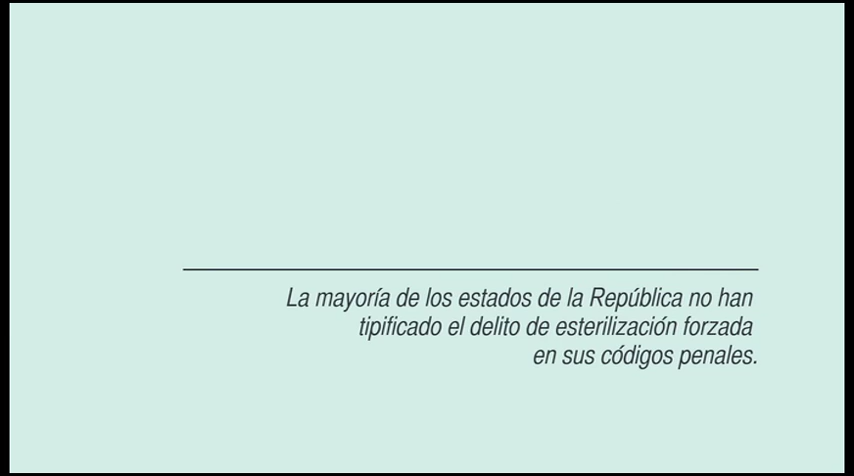 La mayoría de los estados de la República no han
tipificado el delito de esterilización forzada
en sus códigos penales.